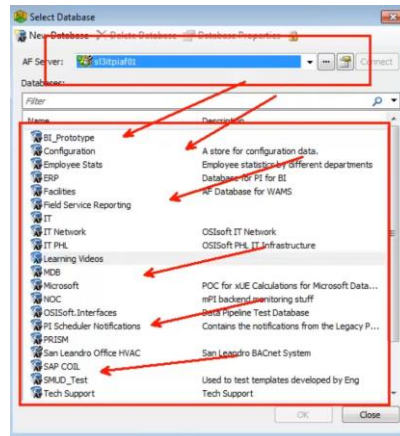 Select Database
New Database Delete Database Database Properties
AF Server: sl3itpiaf01 Connect
Databases:
Filter
Name Description
BI_Prototype
Configuration A store for configuration data.
Employee Stats Employee statistics by different departments
ERP Database for PI for BI
Facilities AF Database for WAMS
Field Service Reporting
IT
IT Network OSIsoft IT Network
IT PHL OSISoft PHL IT Infrastructure
Learning Videos
MDB
Microsoft POC for xUE Calculations for Microsoft Data...
NOC mPI backend monitoring stuff
OSISoft.Interfaces Data Pipeline Test Database
PI Scheduler Notifications Contains the notifications from the Legacy P...
PRISM
San Leandro Office HVAC San Leandro BACnet System
SAP COIL
SMUD_Test Used to test templates developed by Eng
Tech Support Tech Support
OK Close